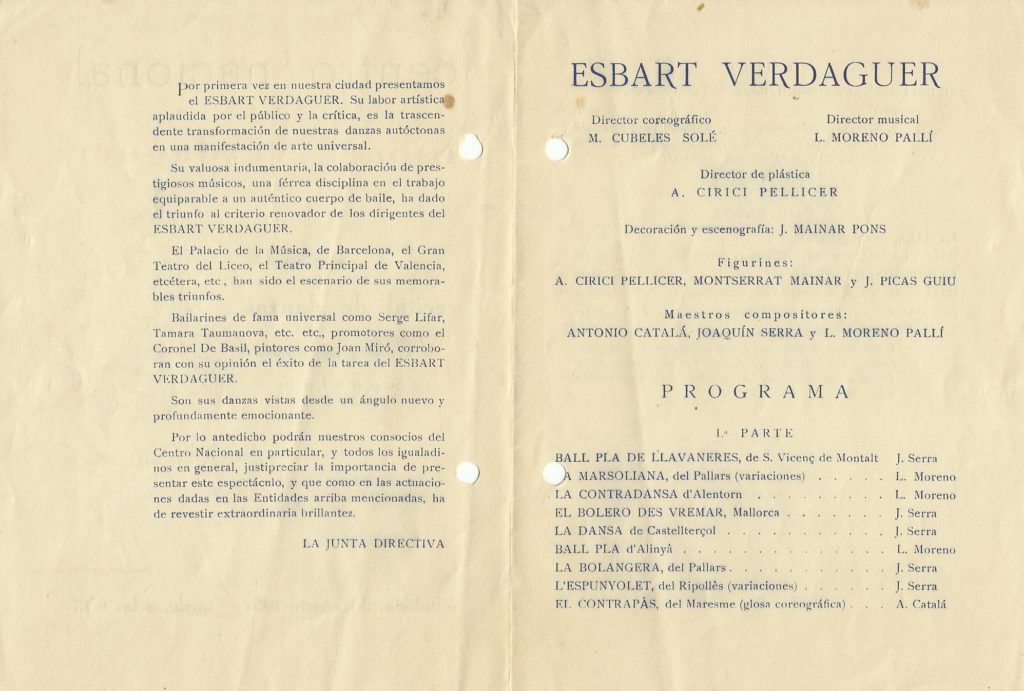 Por primera vez en nuestra ciudad presentamos
el ESBART VERDAGUER. Su labor artística
aplaudida por el público y la crítica, es la trascen-
dente transformación de nuestras danzas autóctonas
en una manifestación de arte universal.
Su valuosa indumentaria, la colaboración de pres-
tigiosos músicos, una férrea disciplina en el trabajo
equiparable a un auténtico cuerpo de baile, ha dado
el triunfo al criterio renovador de los dirigentes del
ESBART VERDAGUER.
El Palacio de la Música, de Barcelona, el Gran
Teatro del Liceo, el Teatro Principal de Valencia,
etcétera, etc., han sido el escenario de sus memora-
bles triunfos.
Bailarines de fama universal como Serge Lifar,
Tamara Taumanova, etc. etc., promotores como el
Coronel De Basil, pintores como Joan Miró, corrobo-
ran con su opinión el éxito de la tarea del ESBART
VERDAGUER.
Son sus danzas vistas desde un ángulo nuevo y
profundamente emocionante.
Por lo antedicho podrán nuestros consocios del
Centro Nacional en particular, y todos los igualadi-
nos en general, justipreciar la importancia de pre-
sentar este espectáculo, y que como en las actuacio-
nes dadas en las Entidades arriba mencionadas, ha
de revestir extraordinaria brillantez.
LA JUNTA DIRECTIVA
ESBART VERDAGUER
Director coreográfico Director musical
M. CUBELES SOLÉ L. MORENO PALLÍ
Director de plástica
A. CIRICI PELLICER
Decoración y escenografía: J. MAINAR PONS
Figurines:
A. CIRICI PELLICER, MONTSERRAT MAINAR y J. PICAS GUIU
Maestros compositores:
ANTONIO CATALÁ, JOAQUÍN SERRA y L. MORENO PALLÍ
PROGRAMA
1.ª PARTE
BALL PLA DE LLAVANERES, de S. Vicenç de Montalt J. Serra
LA MARSOLIANA, del Pallars (variaciones) . . . . . L. Moreno
LA CONTRADANSA d'Alentorn . . . . . . . . . L. Moreno
EL BOLERO DES VREMAR, Mallorca . . . . . . . J. Serra
LA DANSA de Castellterçol . . . . . . . . . . . J. Serra
BALL PLA d'Alinyà . . . . . . . . . . . . . . L. Moreno
LA BOLANGERA, del Pallars . . . . . . . . . . . J. Serra
L'ESPUNYOLET, del Ripollès (variaciones) . . . . . . J. Serra
EL CONTRAPÀS, del Maresme (glosa coreográfica) . . . A. Catalá